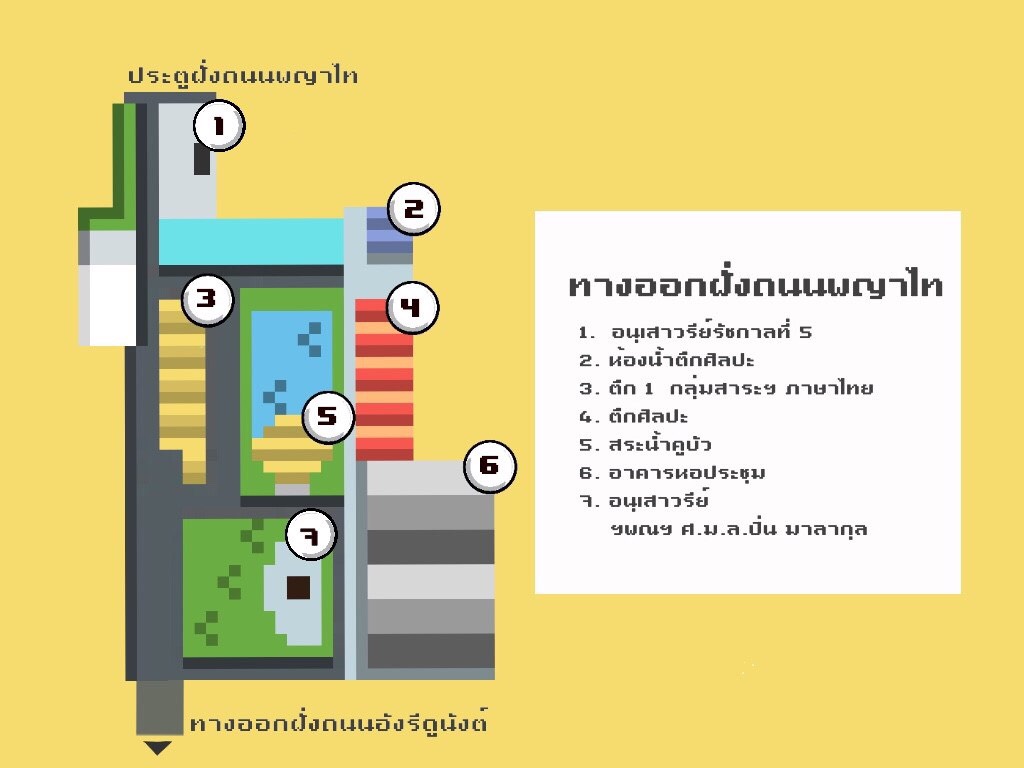 ประตูฝั่งถนนพญาไท
1
2
3
4
5
6
7
ทางออกฝั่งถนนอังรีดูนังต์
ทางออกฝั่งถนนพญาไท
1. อนุเสาวรีย์รัชกาลที่ 5
2. ห้องน้ำตึกศิลปะ
3. ตึก 1 กลุ่มสาระฯ ภาษาไทย
4. ตึกศิลปะ
5. สระน้ำคูบัว
6. อาคารหอประชุม
7. อนุเสาวรีย์
ฯพณฯ ศ.ม.ล.ปิ่น มาลากุล